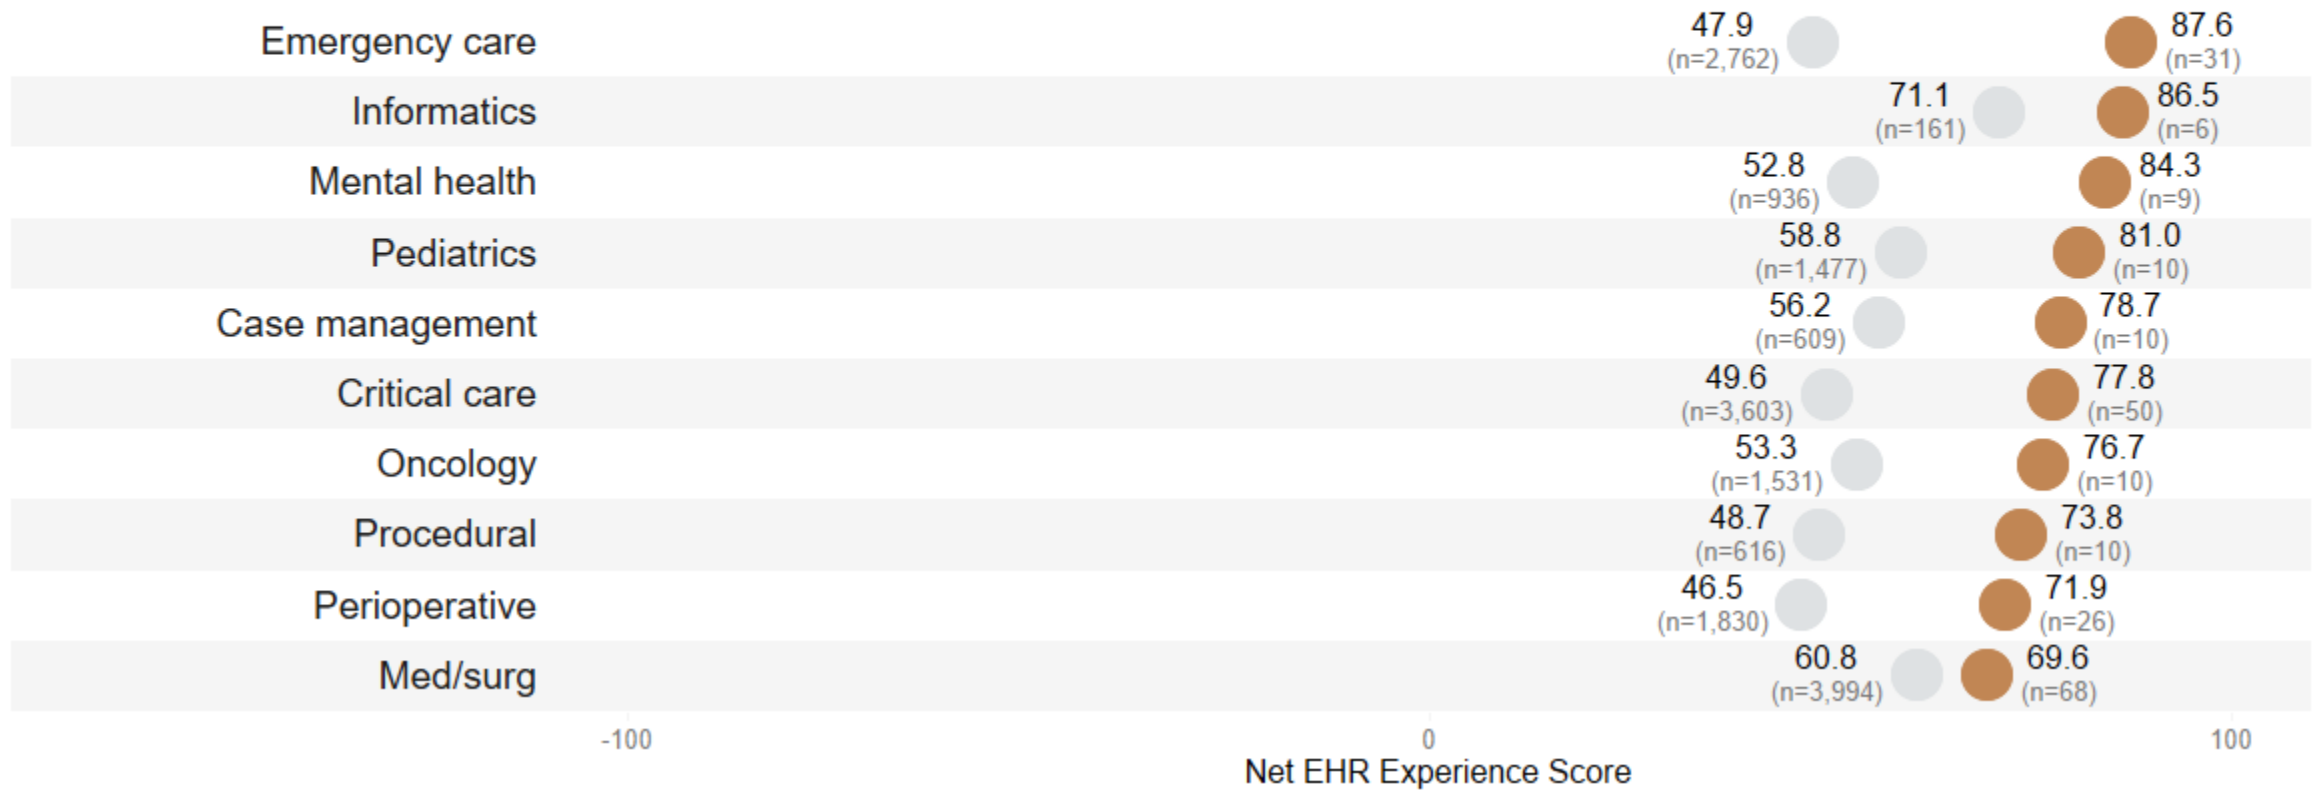 Emergency care 47.9 87.6
(n=2,762) (n=31)
Informatics 71.1 86.5
(n=161) (n=6)
Mental health 52.8 84.3
(n=936) (n=9)
Pediatrics 58.8 81.0
(n=1,477) (n=10)
Case management 56.2 78.7
(n=609) (n=10)
Critical care 49.6 77.8
(n=3,603) (n=50)
Oncology 53.3 76.7
(n=1,531) (n=10)
Procedural 48.7 73.8
(n=616) (n=10)
Perioperative 46.5 71.9
(n=1,830) (n=26)
Med/surg 60.8 69.6
(n=3,994) (n=68)
-100 0 100
Net EHR Experience Score